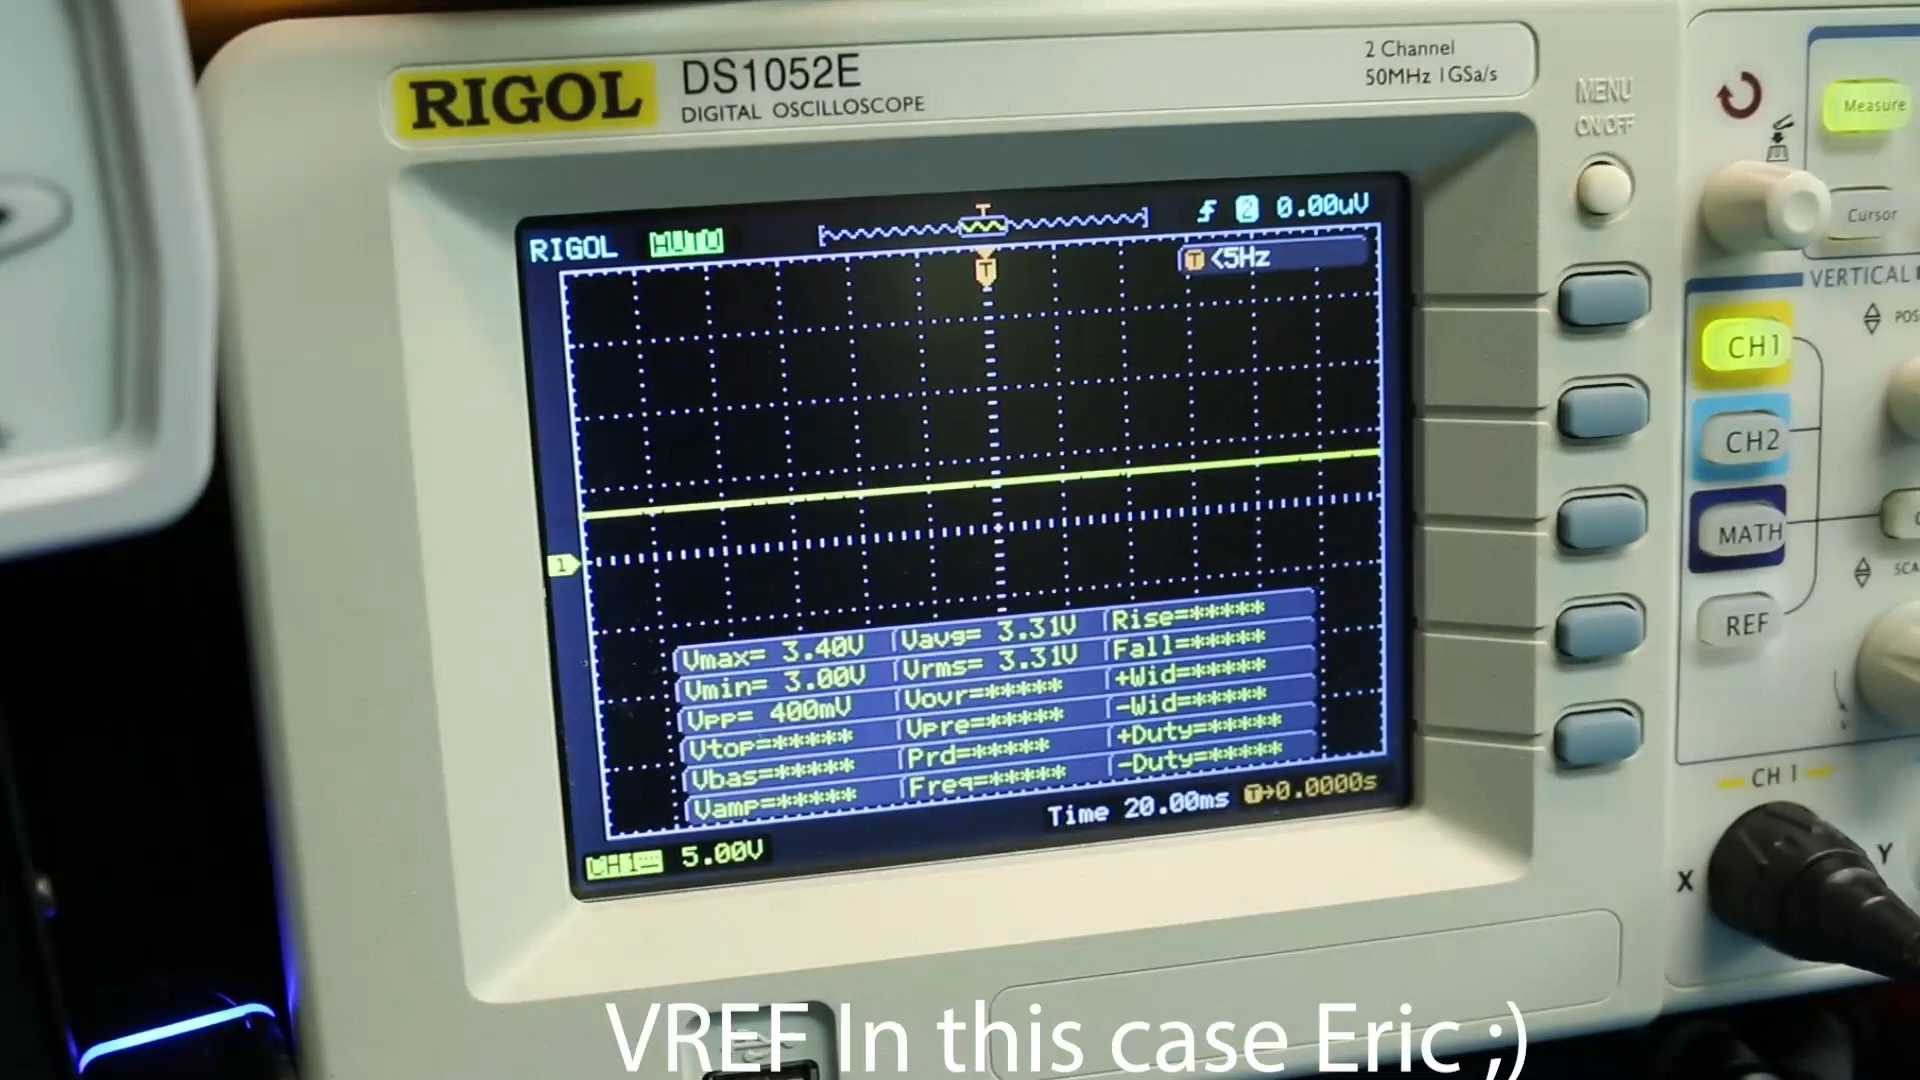 RIGOL DS1052E
DIGITAL OSCILLOSCOPE
2 Channel
50MHz 1GSa/s
MENU
ON/OFF
Measure
Cursor
VERTICAL
CH1
CH2
MATH
REF
CH 1
X
Y
RIGOL AUTO
T
2 0.00uV
T <5Hz
T
1
Vmax= 3.40V Vavg= 3.31V Rise=*****
Vmin= 3.00V Vrms= 3.31V Fall=*****
Vpp= 400mV Vovr=***** +Wid=*****
Vtop=***** Vpre=***** -Wid=*****
Vbas=***** Prd=***** +Duty=*****
Vamp=***** Freq=***** -Duty=*****
CH1 5.00V Time 20.00ms T→0.0000s
VREF In this case Eric ;)